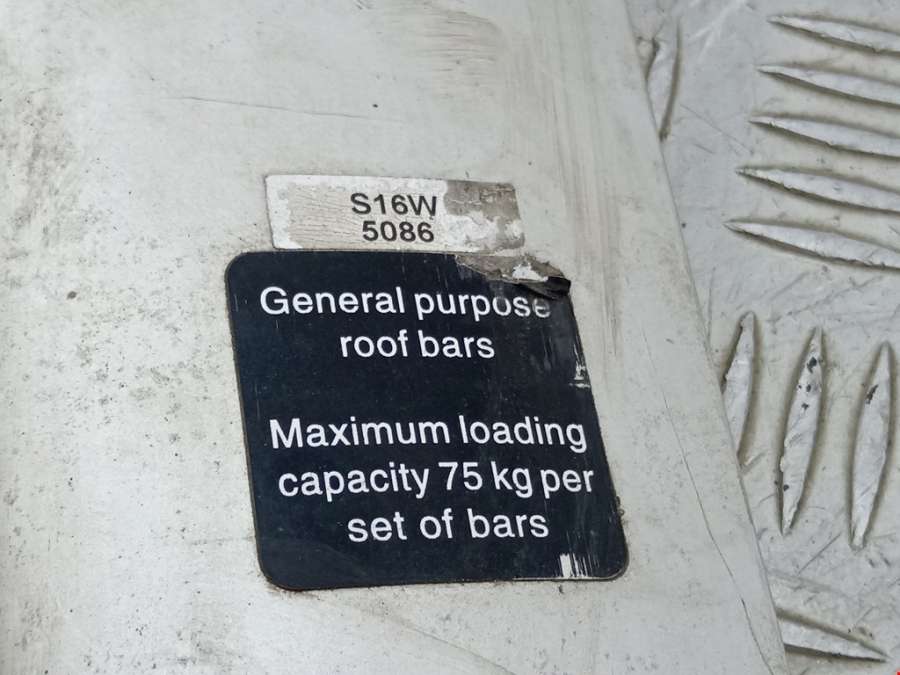 S16W
5086
General purpose
roof bars
Maximum loading
capacity 75 kg per
set of bars